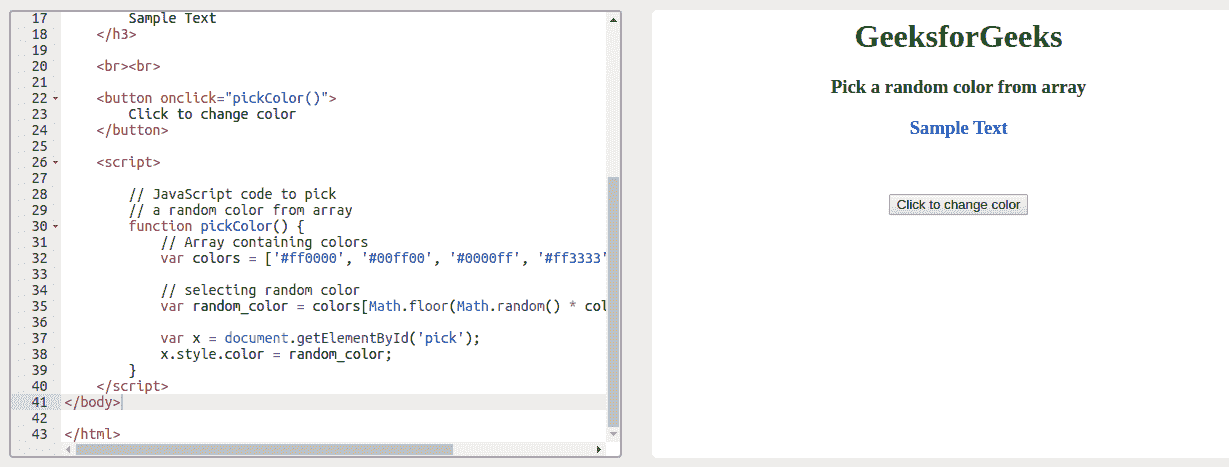 17 Sample Text
18 </h3>
19
20 <br><br>
21
22 <button onclick="pickColor()">
23 Click to change color
24 </button>
25
26 <script>
27
28 // JavaScript code to pick
29 // a random color from array
30 function pickColor() {
31 // Array containing colors
32 var colors = ['#ff0000', '#00ff00', '#0000ff', '#ff3333'
33
34 // selecting random color
35 var random_color = colors[Math.floor(Math.random() * col
36
37 var x = document.getElementById('pick');
38 x.style.color = random_color;
39 }
40 </script>
41 </body>
42
43 </html>
GeeksforGeeks
Pick a random color from array
Sample Text
Click to change color